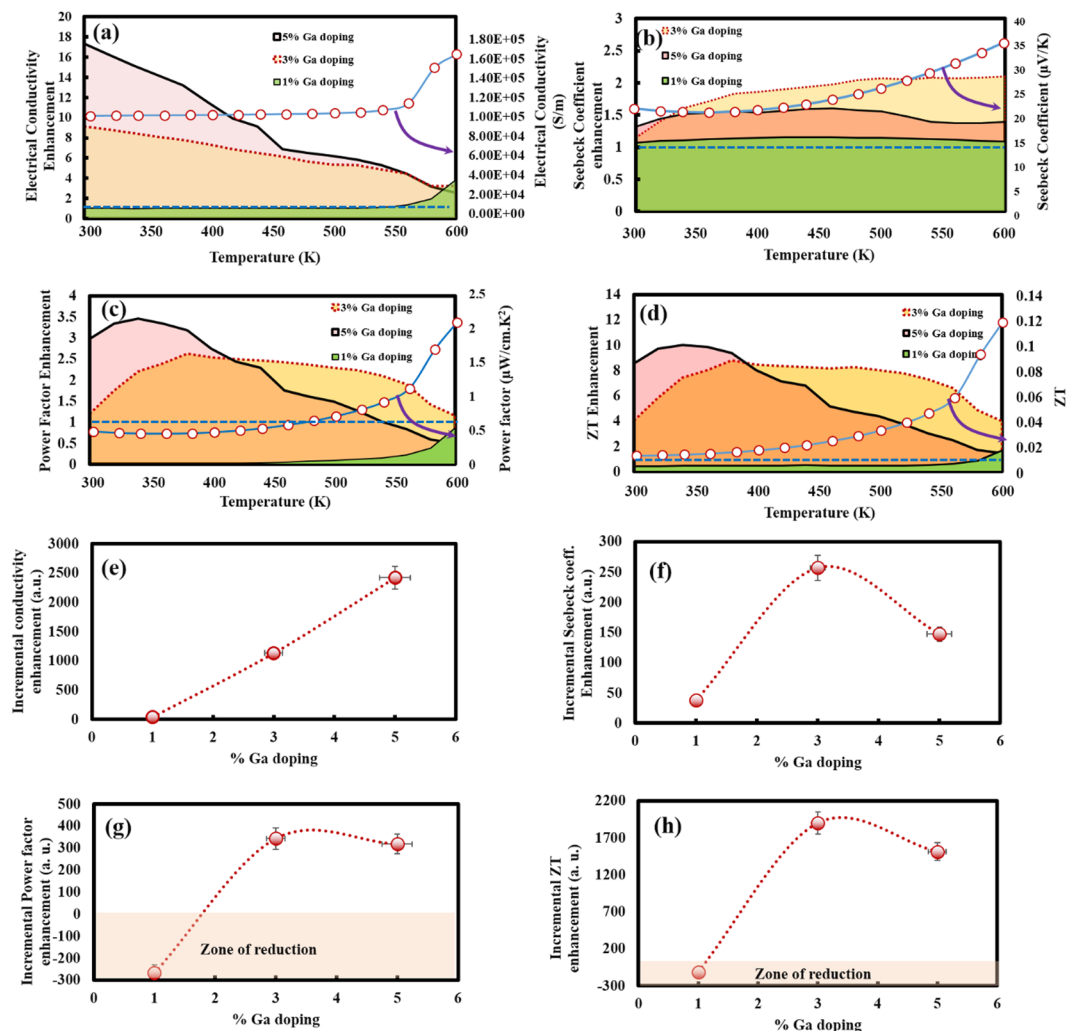 (a)
5% Ga doping
3% Ga doping
1% Ga doping
Electrical Conductivity
Enhancement
20
18
16
14
12
10
8
6
4
2
0
1.80E+05
1.60E+05
1.40E+05
1.20E+05
1.00E+05
8.00E+04
6.00E+04
4.00E+04
2.00E+04
0.00E+00
Electrical Conductivity
(S/m)
300 350 400 450 500 550 600
Temperature (K)
(b)
3% Ga doping
5% Ga doping
1% Ga doping
Seebeck Coefficient
enhancement
3
2.5
2
1.5
1
0.5
0
40
35
30
25
20
15
10
5
0
Seebeck Coefficient (µV/K)
300 350 400 450 500 550 600
Temperature (K)
(c)
3% Ga doping
5% Ga doping
1% Ga doping
Power Factor Enhancement
4
3.5
3
2.5
2
1.5
1
0.5
0
2.5
2
1.5
1
0.5
0
Power factor (µW/cm.K²)
300 350 400 450 500 550 600
Temperature (K)
(d)
3% Ga doping
5% Ga doping
1% Ga doping
ZT Enhancement
14
12
10
8
6
4
2
0
0.14
0.12
0.1
0.08
0.06
0.04
0.02
0
ZT
300 350 400 450 500 550 600
Temperature (K)
(e)
Incremental conductivity
enhancement (a.u.)
3000
2500
2000
1500
1000
500
0
0 1 2 3 4 5 6
% Ga doping
(f)
Incremental Seebeck coeff.
Enhancement (a.u.)
300
250
200
150
100
50
0
0 1 2 3 4 5 6
% Ga doping
(g)
Incremental Power factor
enhancement (a. u.)
500
400
300
200
100
0
-100
-200
-300
Zone of reduction
0 1 2 3 4 5 6
% Ga doping
(h)
Incremental ZT
enhancement (a. u.)
2200
1700
1200
700
200
-300
Zone of reduction
0 1 2 3 4 5 6
% Ga doping